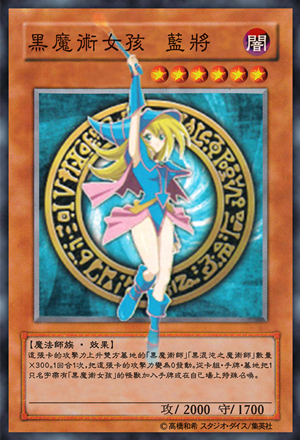 黑魔術女孩 藍將
闇
【魔法師族・效果】
這張卡的攻擊力上升雙方墓地的「黑魔術師」「黑混沌之魔術師」數量
×300。1回合1次,把這張卡的攻擊力變為0發動。從卡組・手牌・墓地把1
只名字帶有「黑魔術女孩」的怪獸加入手牌或在自己場上特殊召喚。
攻/ 2000 守/ 1700
©高橋和希 スタジオ・ダイス/集英社